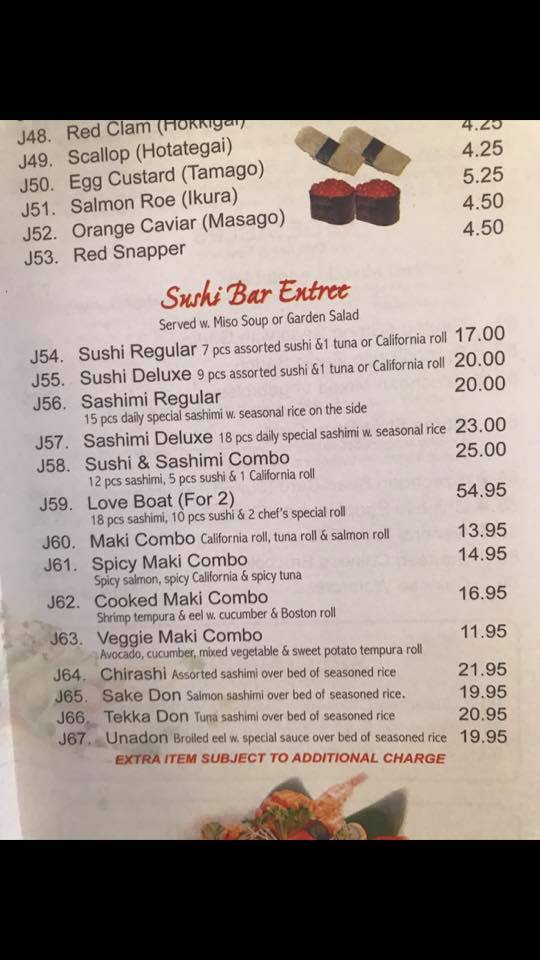 J48. Red Clam (Hokkigai) 4.25
J49. Scallop (Hotategai) 4.25
J50. Egg Custard (Tamago) 5.25
J51. Salmon Roe (Ikura) 4.50
J52. Orange Caviar (Masago) 4.50
J53. Red Snapper
Sushi Bar Entree
Served w. Miso Soup or Garden Salad
J54. Sushi Regular 7 pcs assorted sushi &1 tuna or California roll 17.00
J55. Sushi Deluxe 9 pcs assorted sushi &1 tuna or California roll 20.00
J56. Sashimi Regular 20.00
15 pcs daily special sashimi w. seasonal rice on the side
J57. Sashimi Deluxe 18 pcs daily special sashimi w. seasonal rice 23.00
J58. Sushi & Sashimi Combo 25.00
12 pcs sashimi, 5 pcs sushi & 1 California roll
J59. Love Boat (For 2) 54.95
18 pcs sashimi, 10 pcs sushi & 2 chef's special roll
J60. Maki Combo California roll, tuna roll & salmon roll 13.95
J61. Spicy Maki Combo 14.95
Spicy salmon, spicy California & spicy tuna
J62. Cooked Maki Combo 16.95
Shrimp tempura & eel w. cucumber & Boston roll
J63. Veggie Maki Combo 11.95
Avocado, cucumber, mixed vegetable & sweet potato tempura roll
J64. Chirashi Assorted sashimi over bed of seasoned rice 21.95
J65. Sake Don Salmon sashimi over bed of seasoned rice. 19.95
J66. Tekka Don Tuna sashimi over bed of seasoned rice 20.95
J67. Unadon Broiled eel w. special sauce over bed of seasoned rice 19.95
EXTRA ITEM SUBJECT TO ADDITIONAL CHARGE